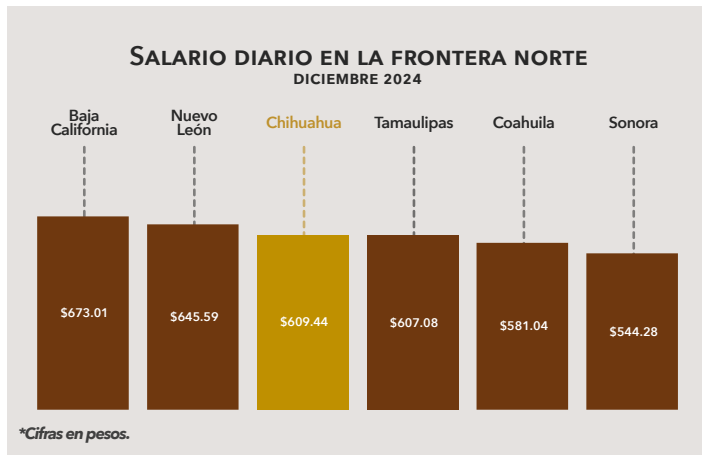 Salario diario en la frontera norte
DICIEMBRE 2024
Baja
California
Nuevo
León
Chihuahua
Tamaulipas
Coahuila
Sonora
$673.01
$645.59
$609.44
$607.08
$581.04
$544.28
*Cifras en pesos.